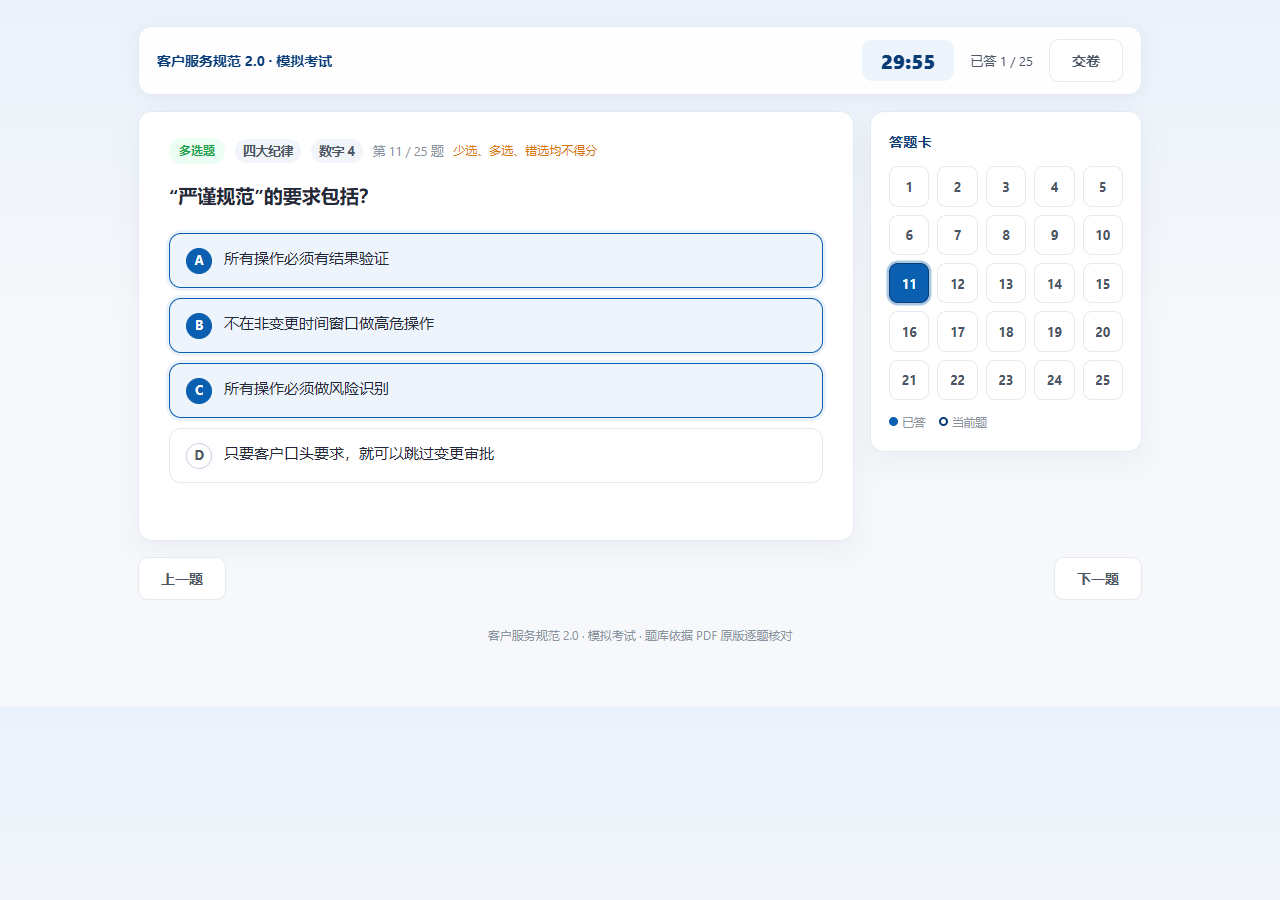 客户服务规范 2.0 · 模拟考试
29:55
已答 1 / 25
交卷
多选题 四大纪律 数字 4 第 11 / 25 题 少选、多选、错选均不得分
“严谨规范”的要求包括？
A 所有操作必须有结果验证
B 不在非变更时间窗口做高危操作
C 所有操作必须做风险识别
D 只要客户口头要求，就可以跳过变更审批
答题卡
1 2 3 4 5
6 7 8 9 10
11 12 13 14 15
16 17 18 19 20
21 22 23 24 25
已答 当前题
上一题
下一题
客户服务规范 2.0 · 模拟考试 · 题库依据 PDF 原版逐题核对